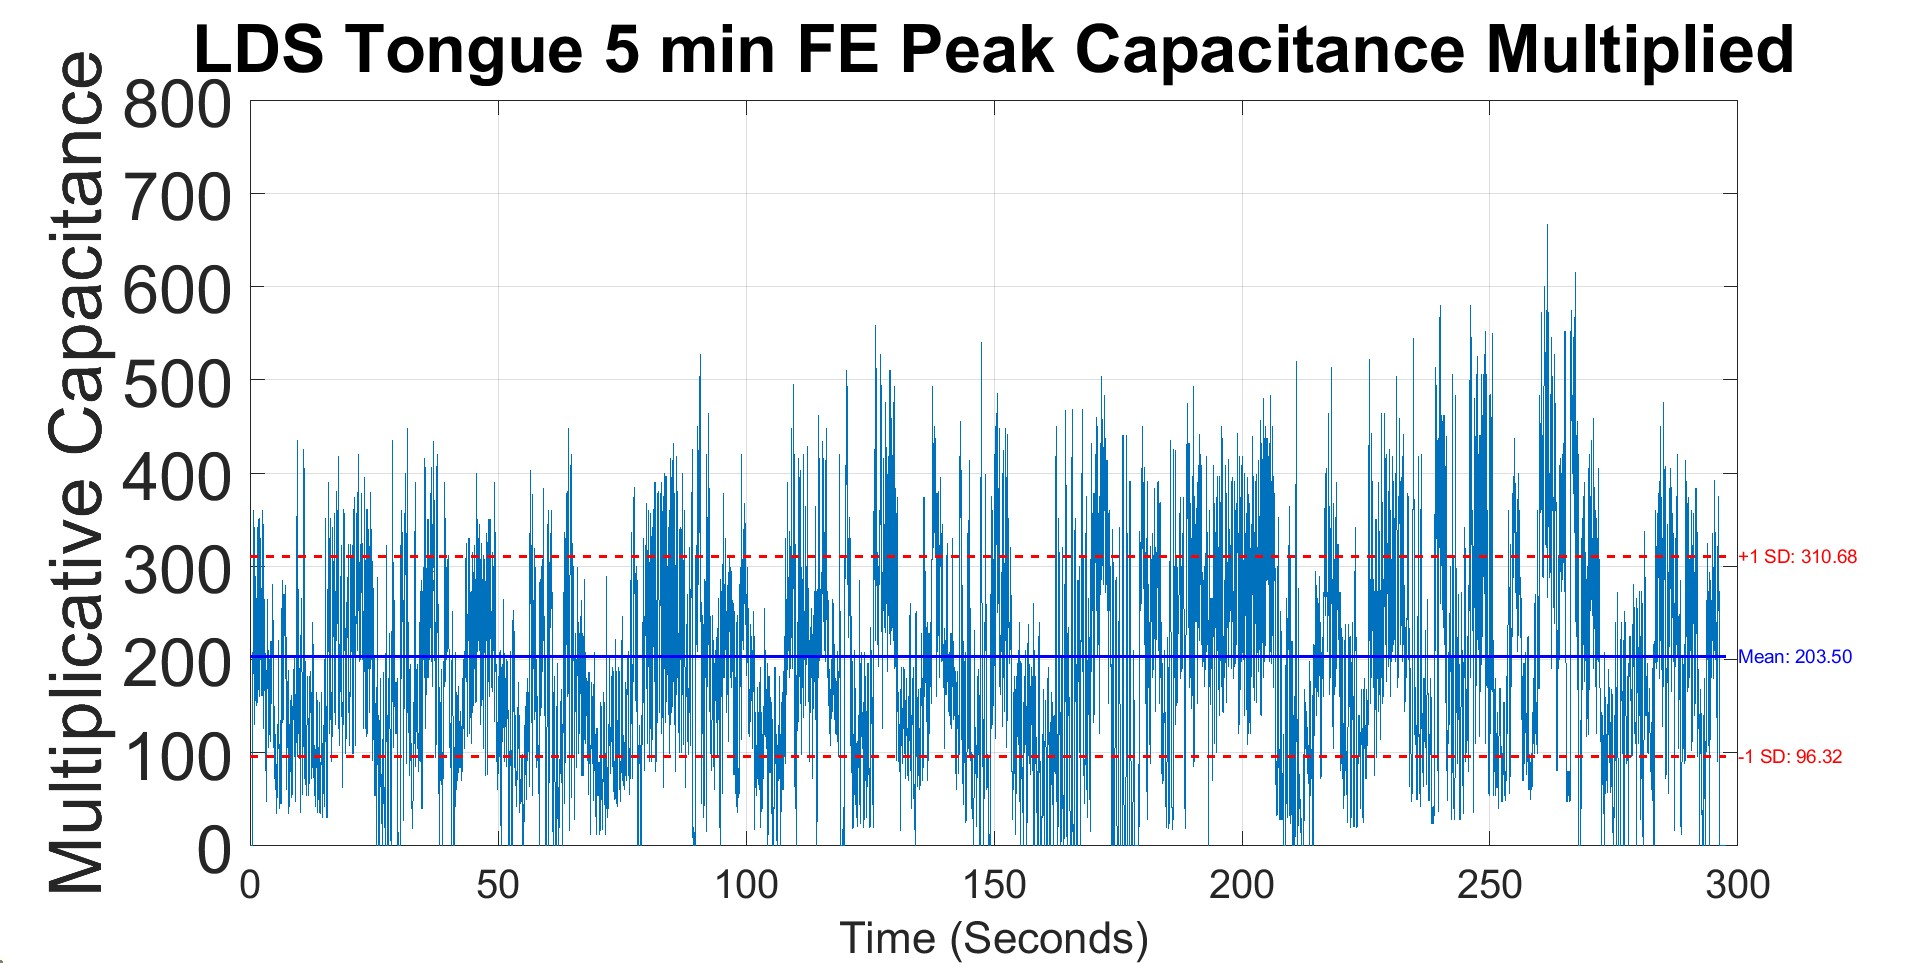 LDS Tongue 5 min FE Peak Capacitance Multiplied
Multiplicative Capacitance
800
700
600
500
400
300
200
100
0
+1 SD: 310.68
Mean: 203.50
-1 SD: 96.32
0 50 100 150 200 250 300
Time (Seconds)